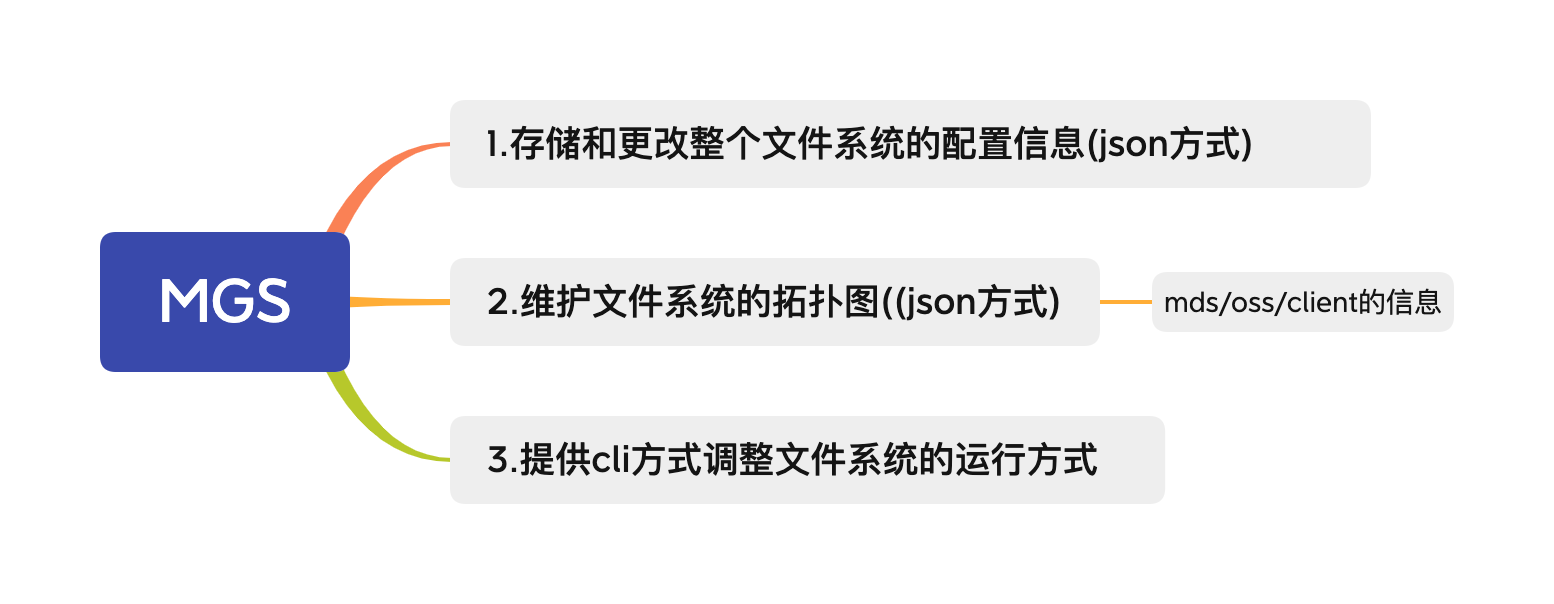 MGS
1.存储和更改整个文件系统的配置信息(json方式)
2.维护文件系统的拓扑图((json方式)
mds/oss/client的信息
3.提供cli方式调整文件系统的运行方式